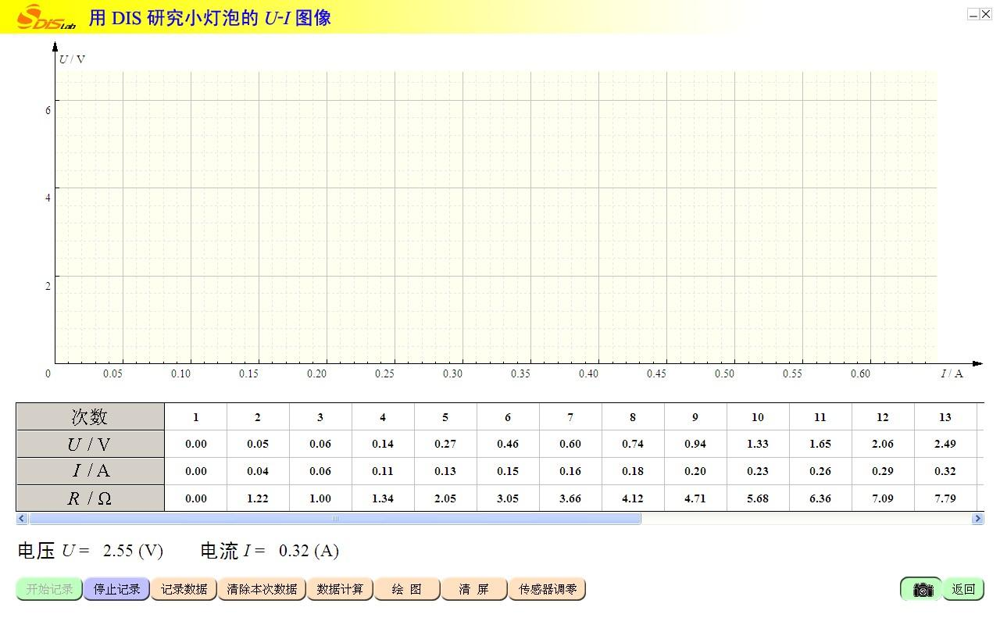 DISLab 用 DIS 研究小灯泡的 U-I 图像
U / V
6
4
2
0 0.05 0.10 0.15 0.20 0.25 0.30 0.35 0.40 0.45 0.50 0.55 0.60 I / A
次数 1 2 3 4 5 6 7 8 9 10 11 12 13
U / V 0.00 0.05 0.06 0.14 0.27 0.46 0.60 0.74 0.94 1.33 1.65 2.06 2.49
I / A 0.00 0.04 0.06 0.11 0.13 0.15 0.16 0.18 0.20 0.23 0.26 0.29 0.32
R / Ω 0.00 1.22 1.00 1.34 2.05 3.05 3.66 4.12 4.71 5.68 6.36 7.09 7.79
电压 U = 2.55 (V) 电流 I = 0.32 (A)
开始记录 停止记录 记录数据 清除本次数据 数据计算 绘 图 清 屏 传感器调零 返回